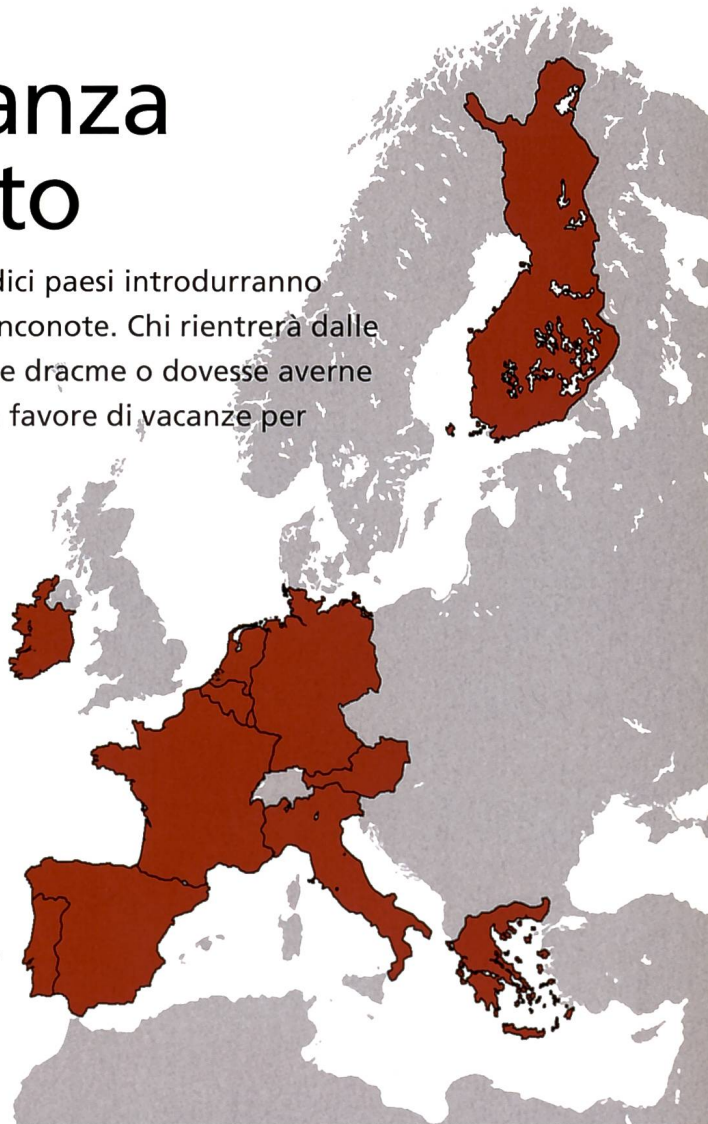 anza
to
dici paesi introdurranno
nconote. Chi rientrerà dalle
e dracme o dovesse averne
favore di vacanze per